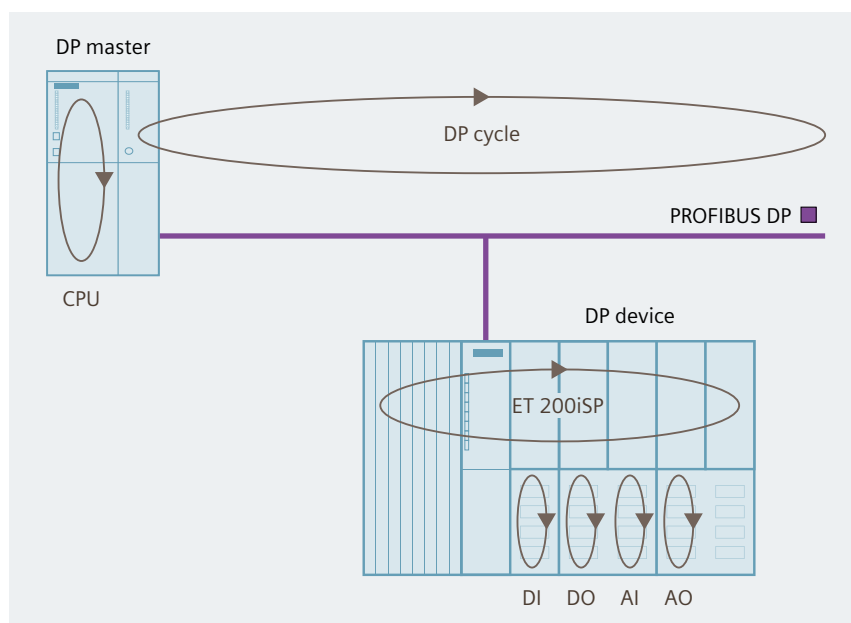 DP master
DP cycle
PROFIBUS DP
CPU
DP device
ET 200iSP
DI DO AI AO